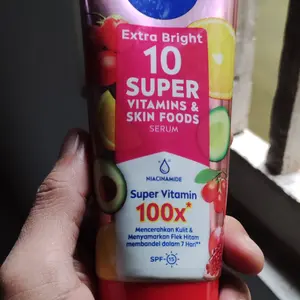 Extra Bright
10
SUPER
VITAMINS &
SKIN FOODS
SERUM
NIACINAMIDE
Super Vitamin
100x*
Mencerahkan Kulit &
Menyamarkan Flek Hitam
membandel dalam 7 Hari**
SPF 15